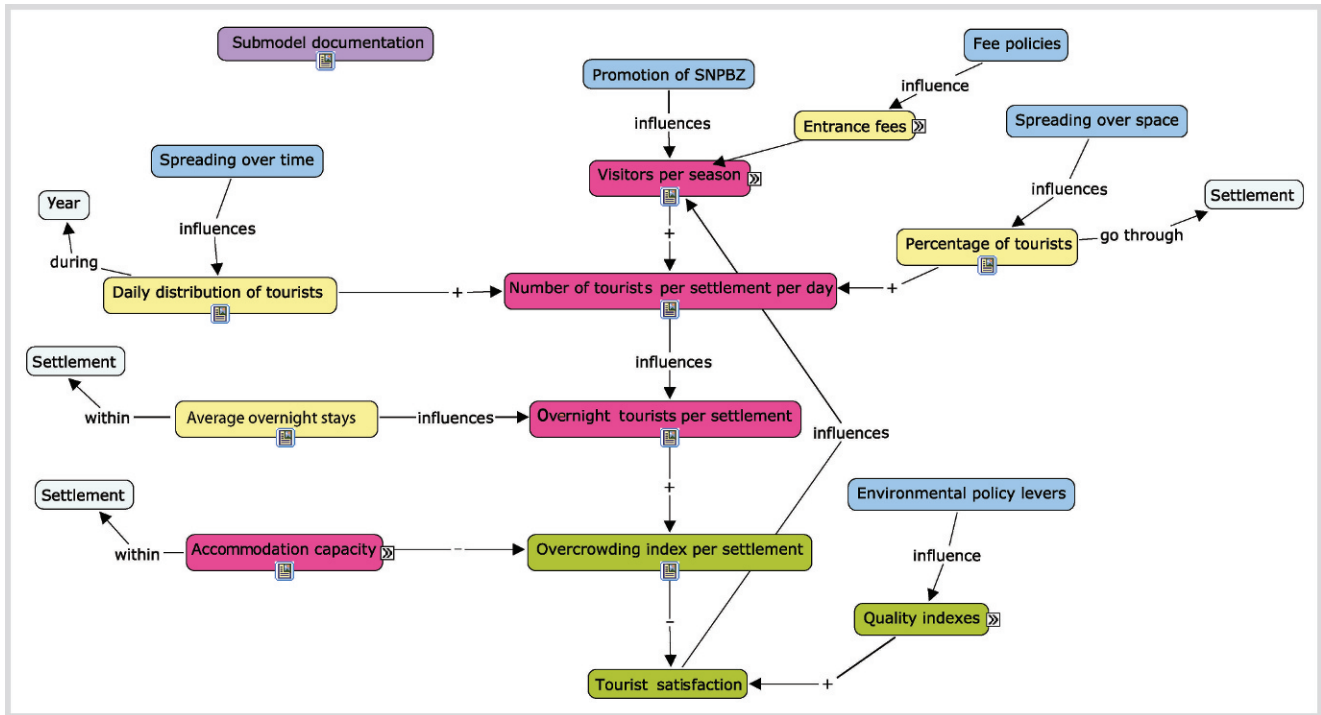 Submodel documentation
Fee policies
Promotion of SNPBZ
influence
Entrance fees
Spreading over space
influences
Spreading over time
Visitors per season
influences
Settlement
Year
influences
+
Percentage of tourists
go through
during
Daily distribution of tourists
+
Number of tourists per settlement per day
+
Settlement
influences
within
Average overnight stays
influences
Overnight tourists per settlement
influences
Settlement
+
Environmental policy levers
within
Accommodation capacity
-
Overcrowding index per settlement
influence
-
Quality indexes
Tourist satisfaction
+